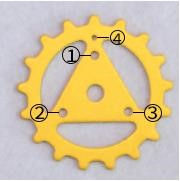 ④
①
② ③